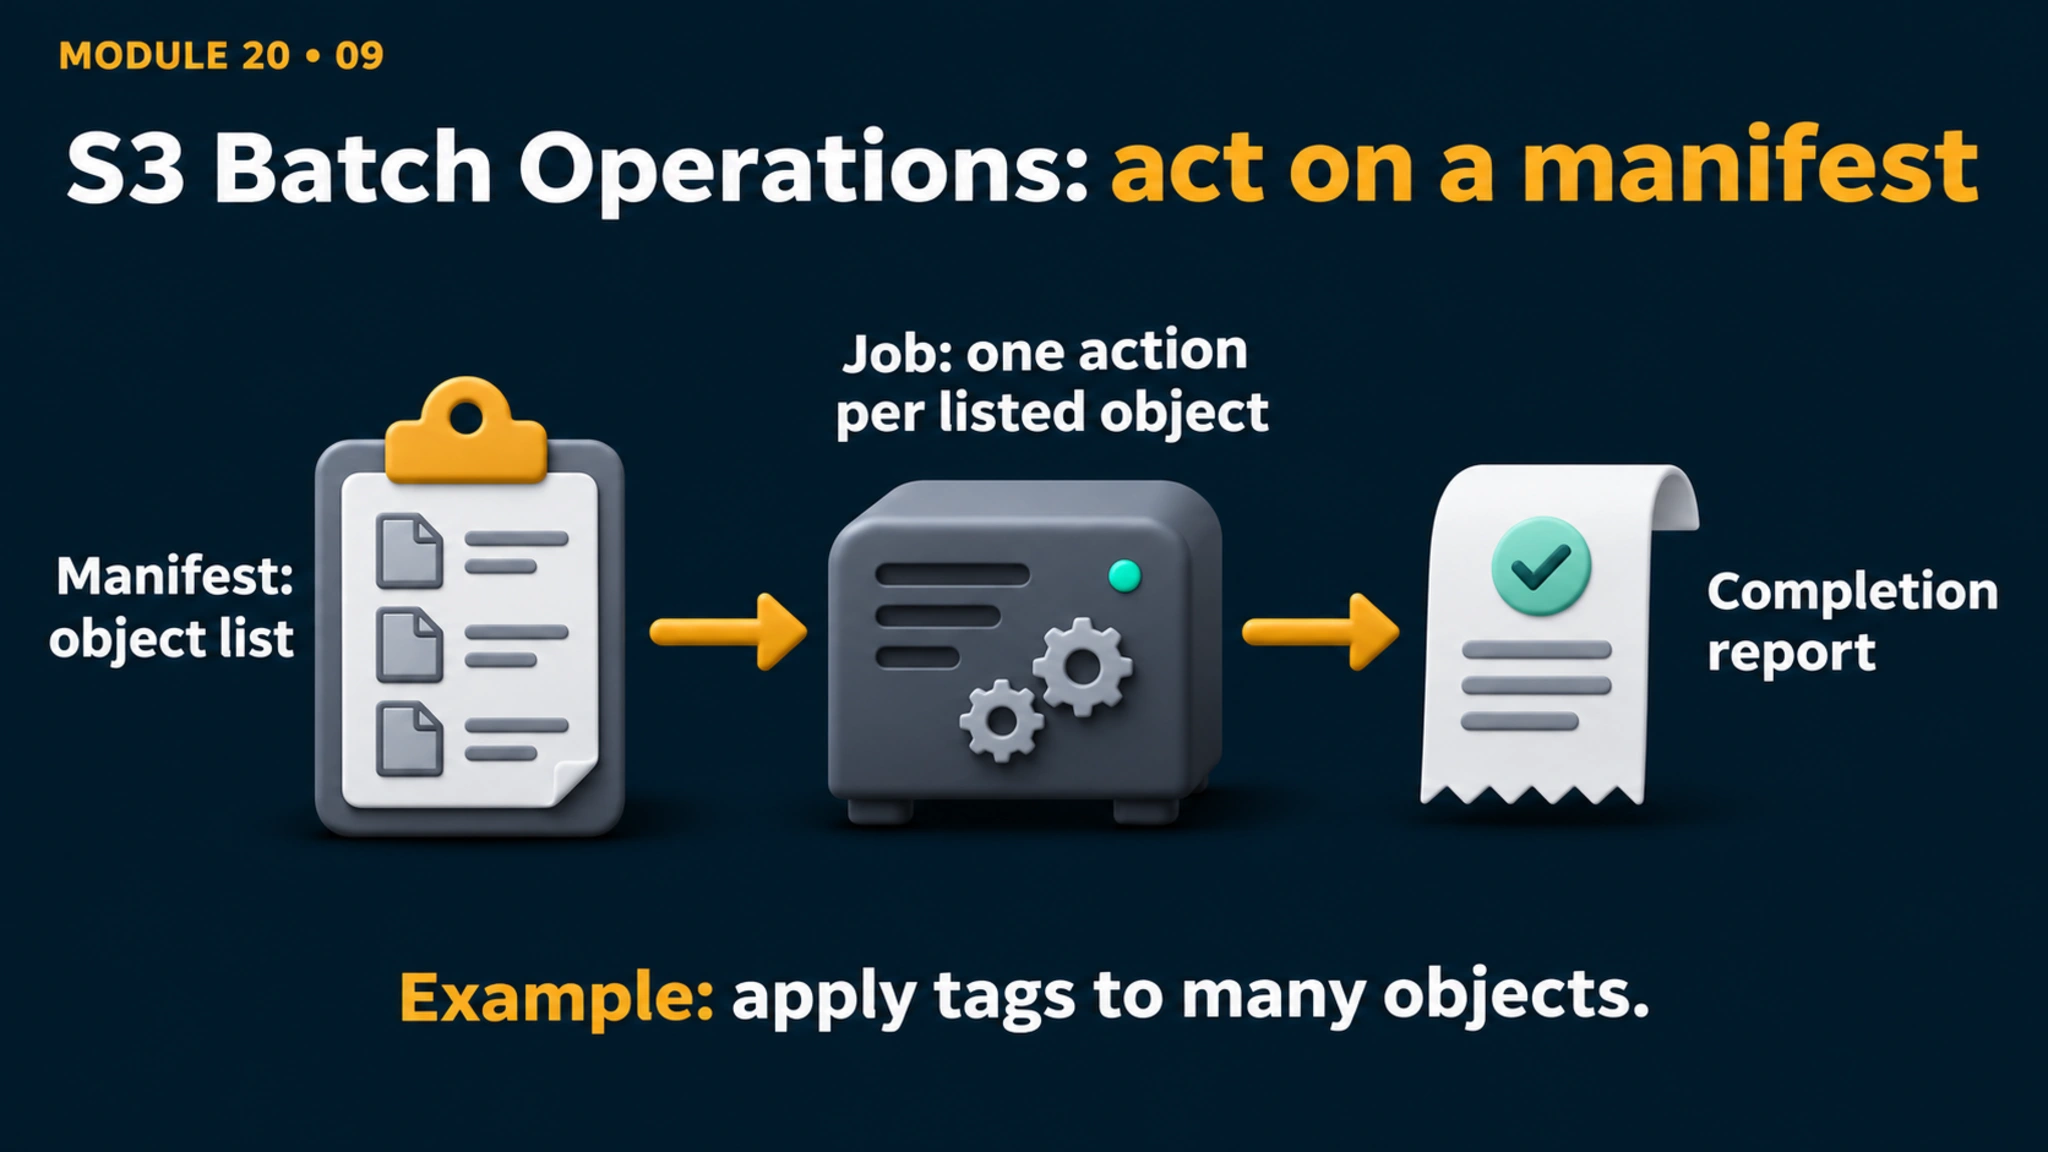 MODULE 20 • 09
S3 Batch Operations: act on a manifest
Manifest:
object list
Job: one action
per listed object
Completion
report
Example: apply tags to many objects.